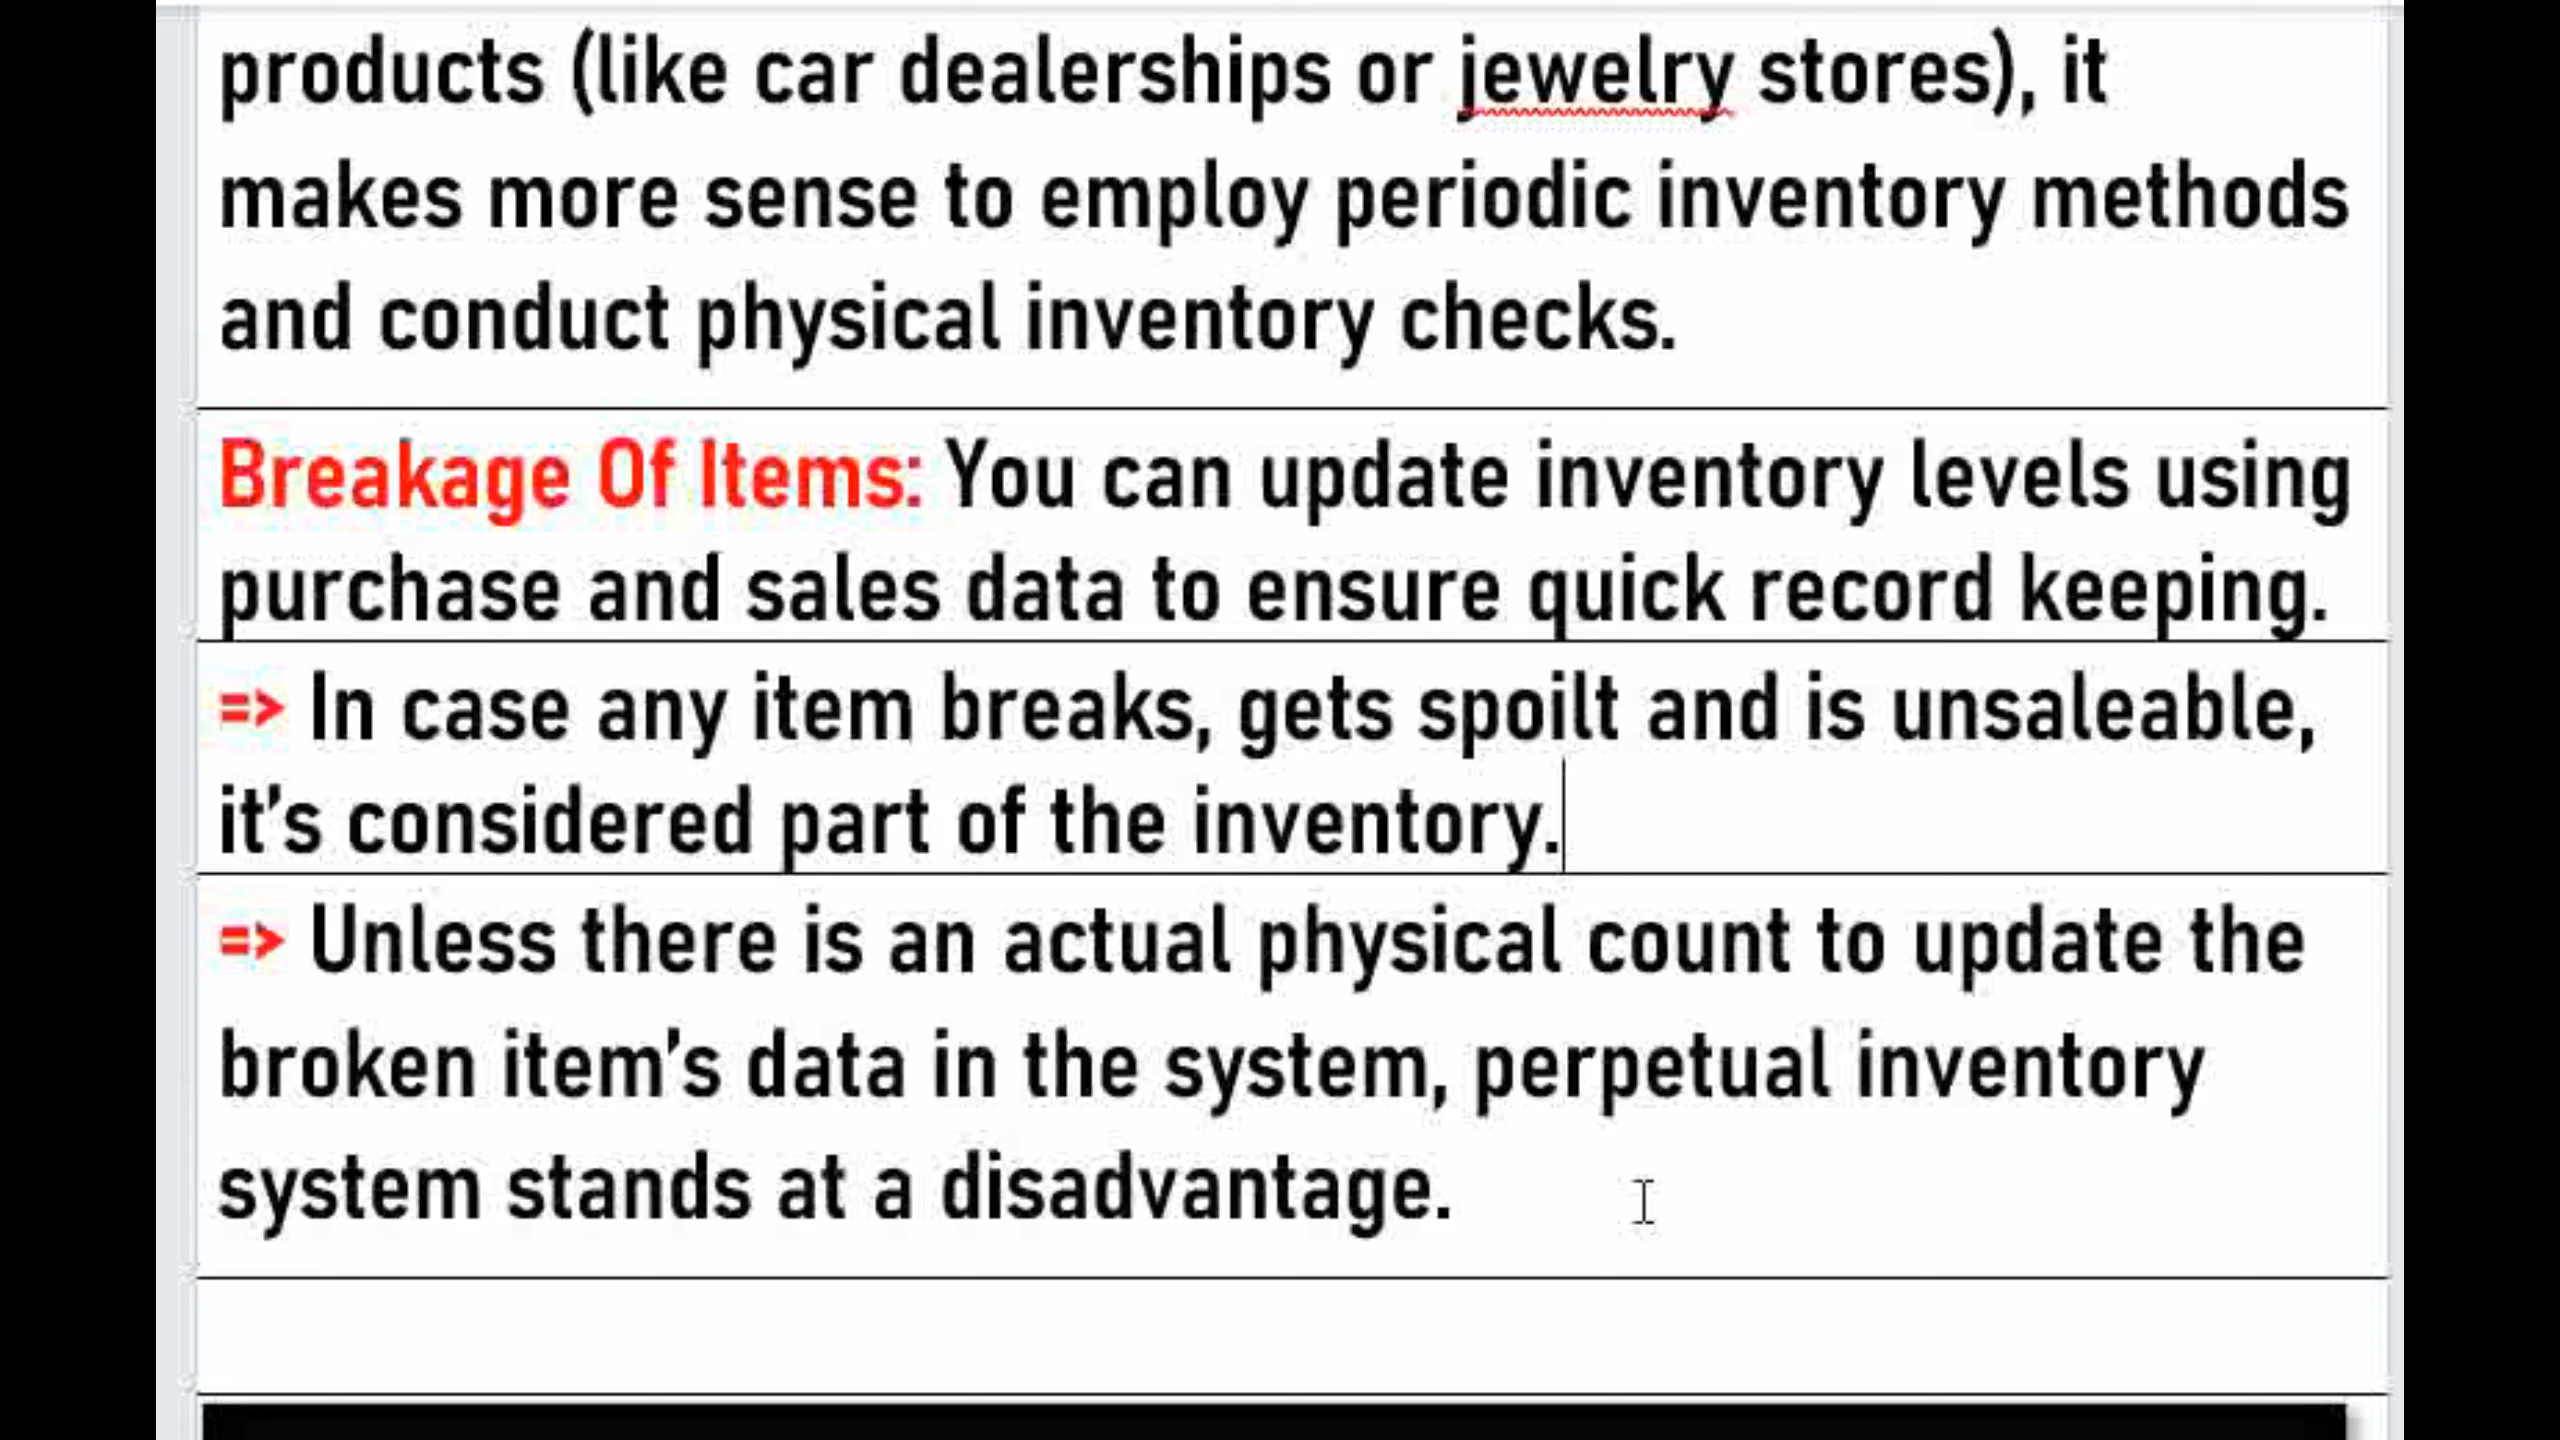 products (like car dealerships or jewelry stores), it
makes more sense to employ periodic inventory methods
and conduct physical inventory checks.
Breakage Of Items: You can update inventory levels using
purchase and sales data to ensure quick record keeping.
=> In case any item breaks, gets spoilt and is unsaleable,
it's considered part of the inventory.
=> Unless there is an actual physical count to update the
broken item's data in the system, perpetual inventory
system stands at a disadvantage.